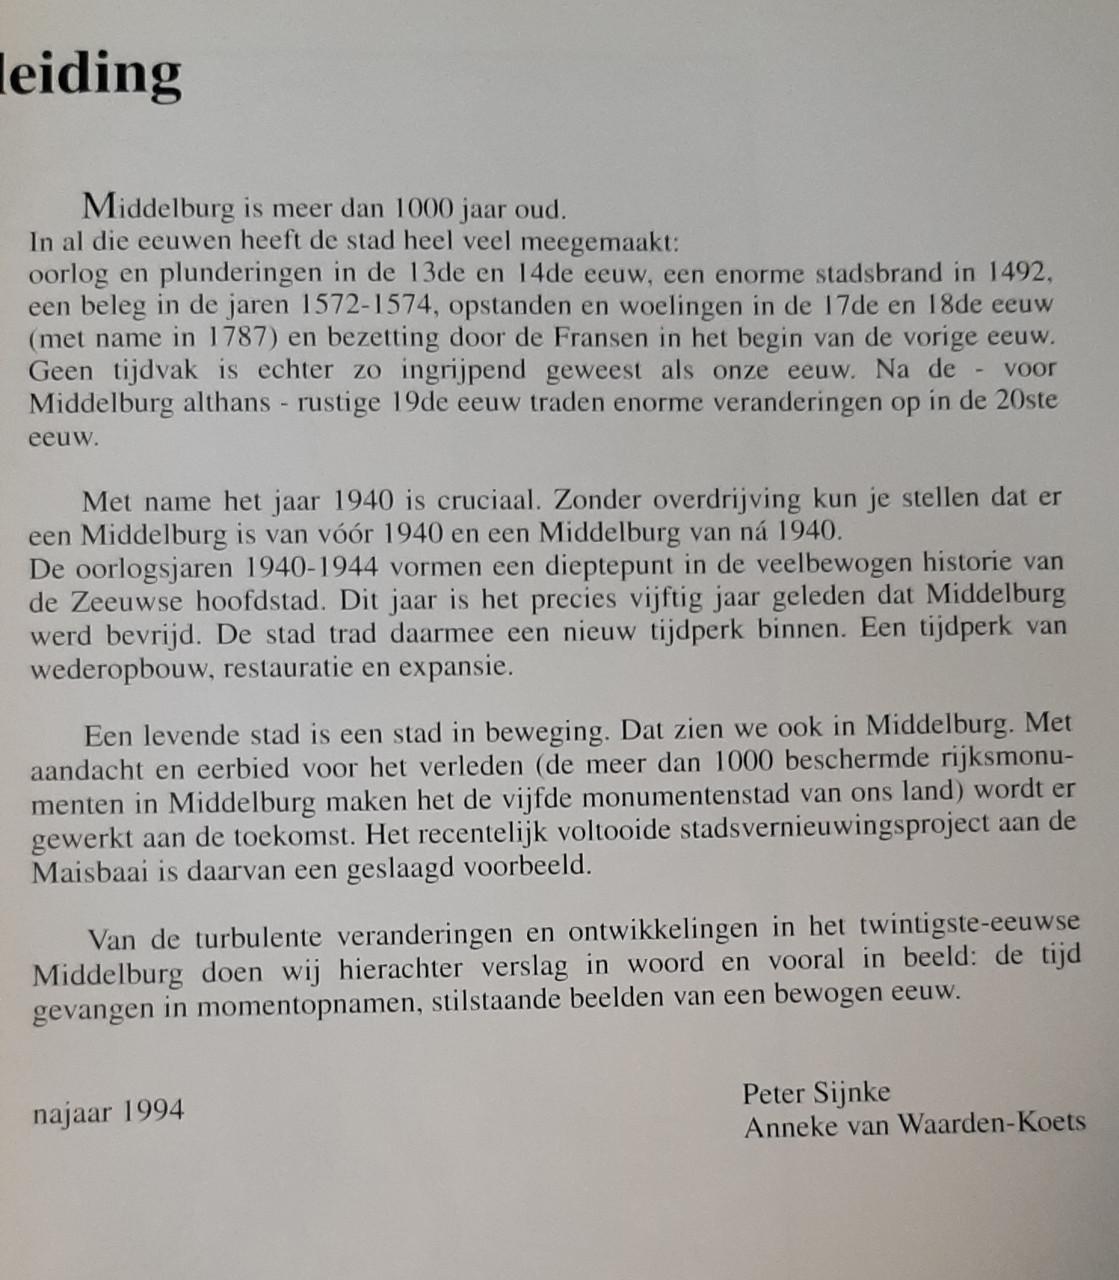 leiding
Middelburg is meer dan 1000 jaar oud.
In al die eeuwen heeft de stad heel veel meegemaakt:
oorlog en plunderingen in de 13de en 14de eeuw, een enorme stadsbrand in 1492,
een beleg in de jaren 1572-1574, opstanden en woelingen in de 17de en 18de eeuw
(met name in 1787) en bezetting door de Fransen in het begin van de vorige eeuw.
Geen tijdvak is echter zo ingrijpend geweest als onze eeuw. Na de - voor
Middelburg althans - rustige 19de eeuw traden enorme veranderingen op in de 20ste
eeuw.
Met name het jaar 1940 is cruciaal. Zonder overdrijving kun je stellen dat er
een Middelburg is van vóór 1940 en een Middelburg van ná 1940.
De oorlogsjaren 1940-1944 vormen een dieptepunt in de veelbewogen historie van
de Zeeuwse hoofdstad. Dit jaar is het precies vijftig jaar geleden dat Middelburg
werd bevrijd. De stad trad daarmee een nieuw tijdperk binnen. Een tijdperk van
wederopbouw, restauratie en expansie.
Een levende stad is een stad in beweging. Dat zien we ook in Middelburg. Met
aandacht en eerbied voor het verleden (de meer dan 1000 beschermde rijksmonu-
menten in Middelburg maken het de vijfde monumentenstad van ons land) wordt er
gewerkt aan de toekomst. Het recentelijk voltooide stadsvernieuwingsproject aan de
Maisbaai is daarvan een geslaagd voorbeeld.
Van de turbulente veranderingen en ontwikkelingen in het twintigste-eeuwse
Middelburg doen wij hierachter verslag in woord en vooral in beeld: de tijd
gevangen in momentopnamen, stilstaande beelden van een bewogen eeuw.
najaar 1994
Peter Sijnke
Anneke van Waarden-Koets